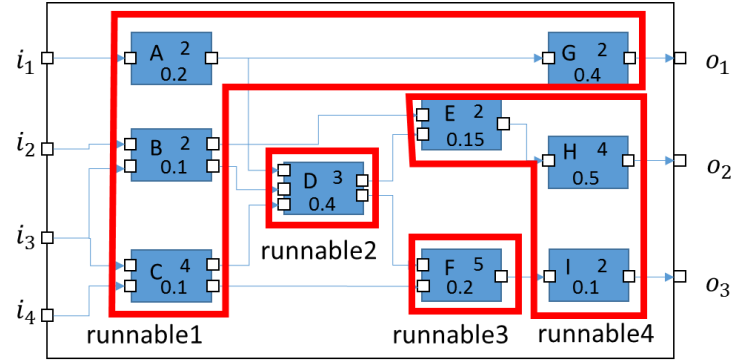 i₁
A 2
0.2
G 2
0.4
o₁
i₂
B 2
0.1
E 2
0.15
H 4
0.5
o₂
D 3
0.4
runnable2
i₃
C 4
0.1
F 5
0.2
I 2
0.1
o₃
i₄
runnable1
runnable3
runnable4